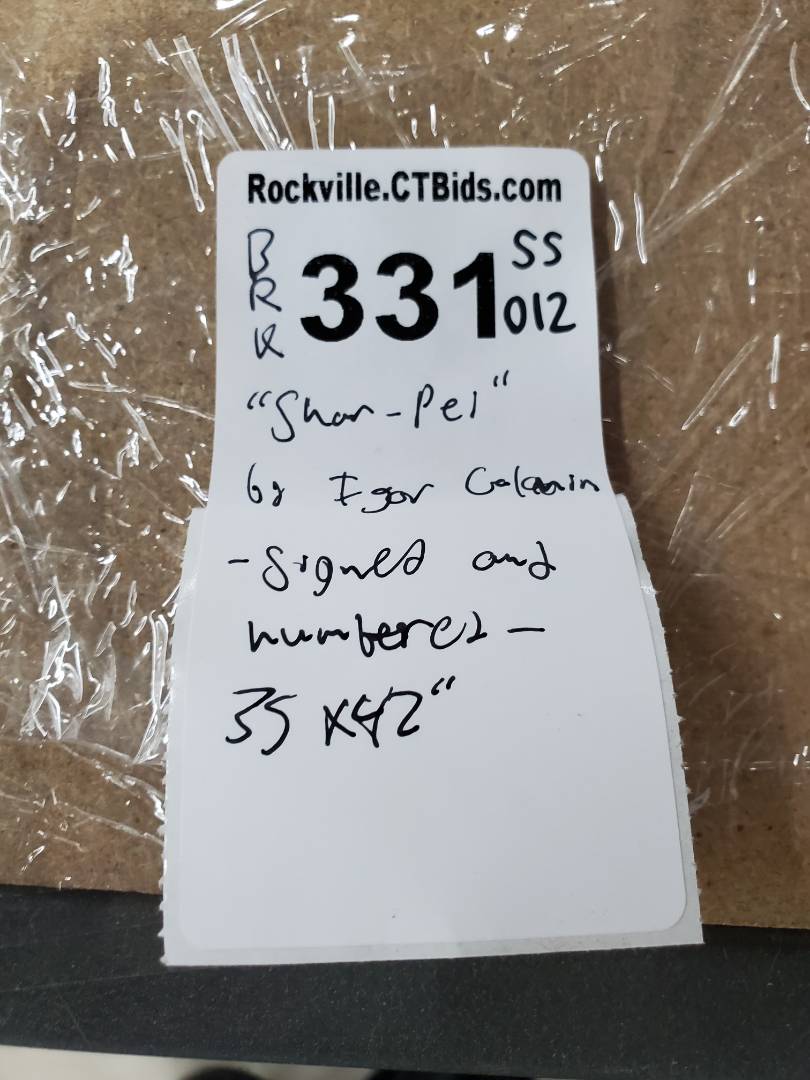 Rockville.CTBids.com
BRK 331 SS
012
"Shar-Pei"
by Igor
-Signed and
numbered-
35 x42"